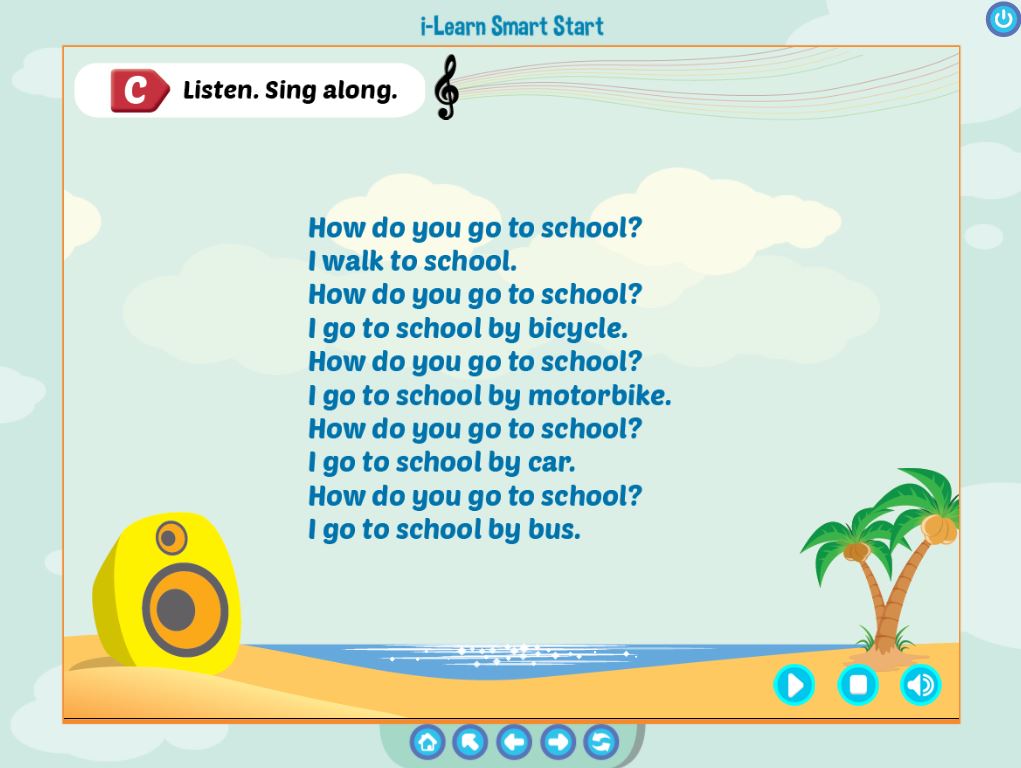 i-Learn Smart Start
C Listen. Sing along.
How do you go to school?
I walk to school.
How do you go to school?
I go to school by bicycle.
How do you go to school?
I go to school by motorbike.
How do you go to school?
I go to school by car.
How do you go to school?
I go to school by bus.